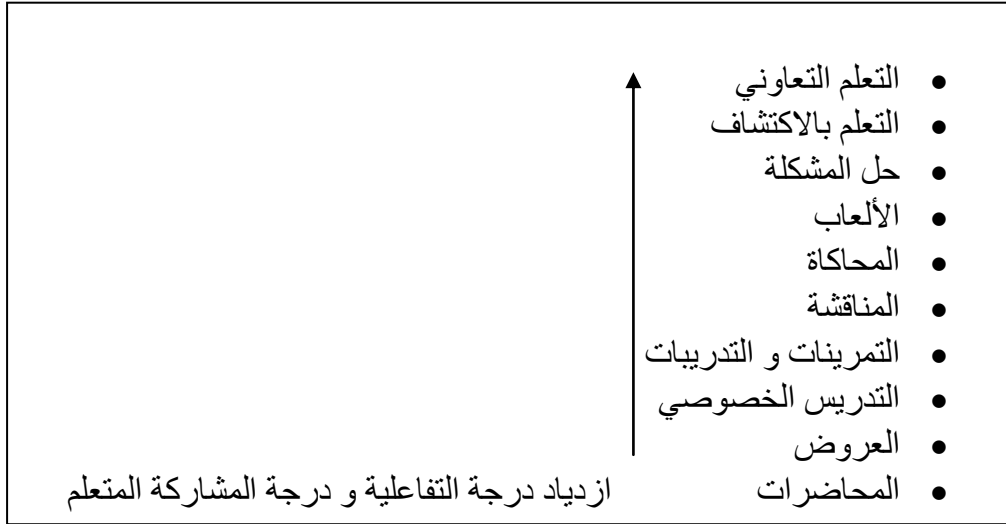 • التعلم التعاوني
• التعلم بالاكتشاف
• حل المشكلة
• الألعاب
• المحاكاة
• المناقشة
• التمرينات و التدريبات
• التدريس الخصوصي
• العروض
• المحاضرات ازدياد درجة التفاعلية و درجة المشاركة المتعلم